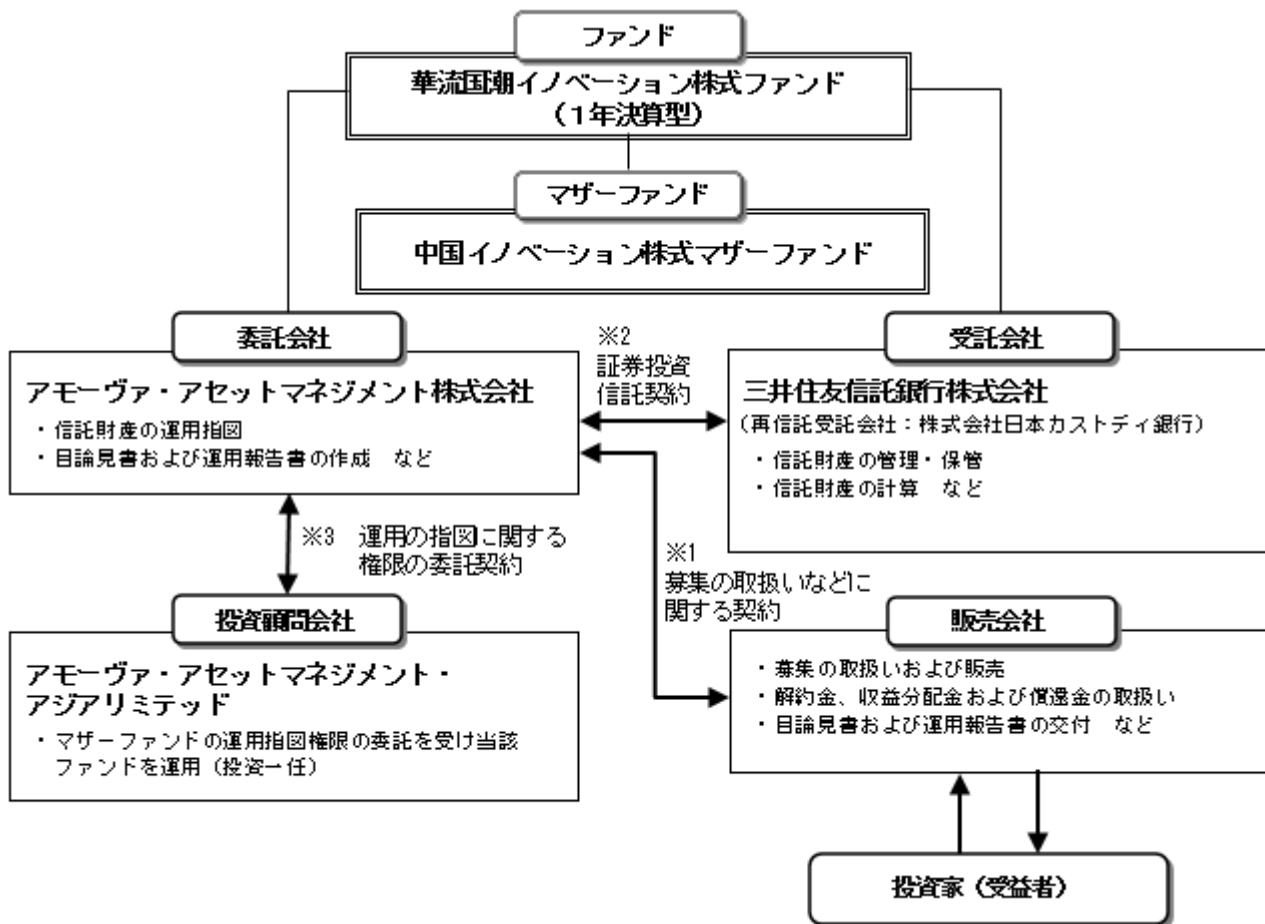 ファンド
華流国潮イノベーション株式ファンド
（１年決算型）
マザーファンド
中国イノベーション株式マザーファンド
委託会社
アモーヴァ・アセットマネジメント株式会社
・信託財産の運用指図
・目論見書および運用報告書の作成　など
※2
証券投資
信託契約
受託会社
三井住友信託銀行株式会社
（再信託受託会社：株式会社日本カストディ銀行）
・信託財産の管理・保管
・信託財産の計算　など
※3　運用の指図に関する
権限の委託契約
※1
募集の取扱いなどに
関する契約
投資顧問会社
アモーヴァ・アセットマネジメント・
アジアリミテッド
・マザーファンドの運用指図権限の委託を受け当該
ファンドを運用（投資一任）
販売会社
・募集の取扱いおよび販売
・解約金、収益分配金および償還金の取扱い
・目論見書および運用報告書の交付　など
投資家（受益者）